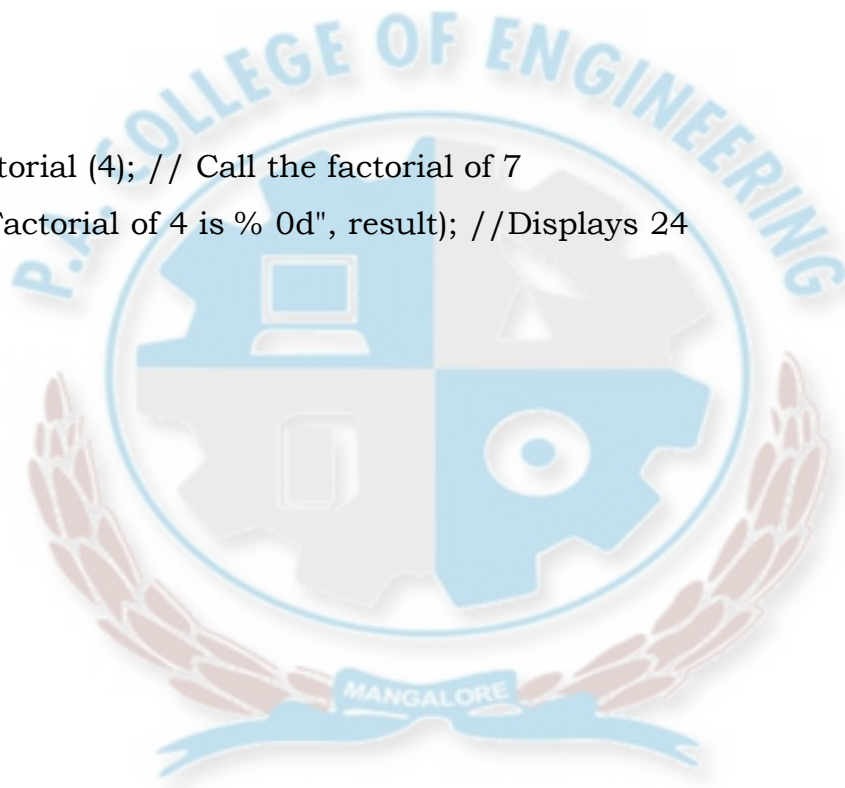 P.A. COLLEGE OF ENGINEERING
torial (4); // Call the factorial of 7
actorial of 4 is % 0d", result); //Displays 24
MANGALORE